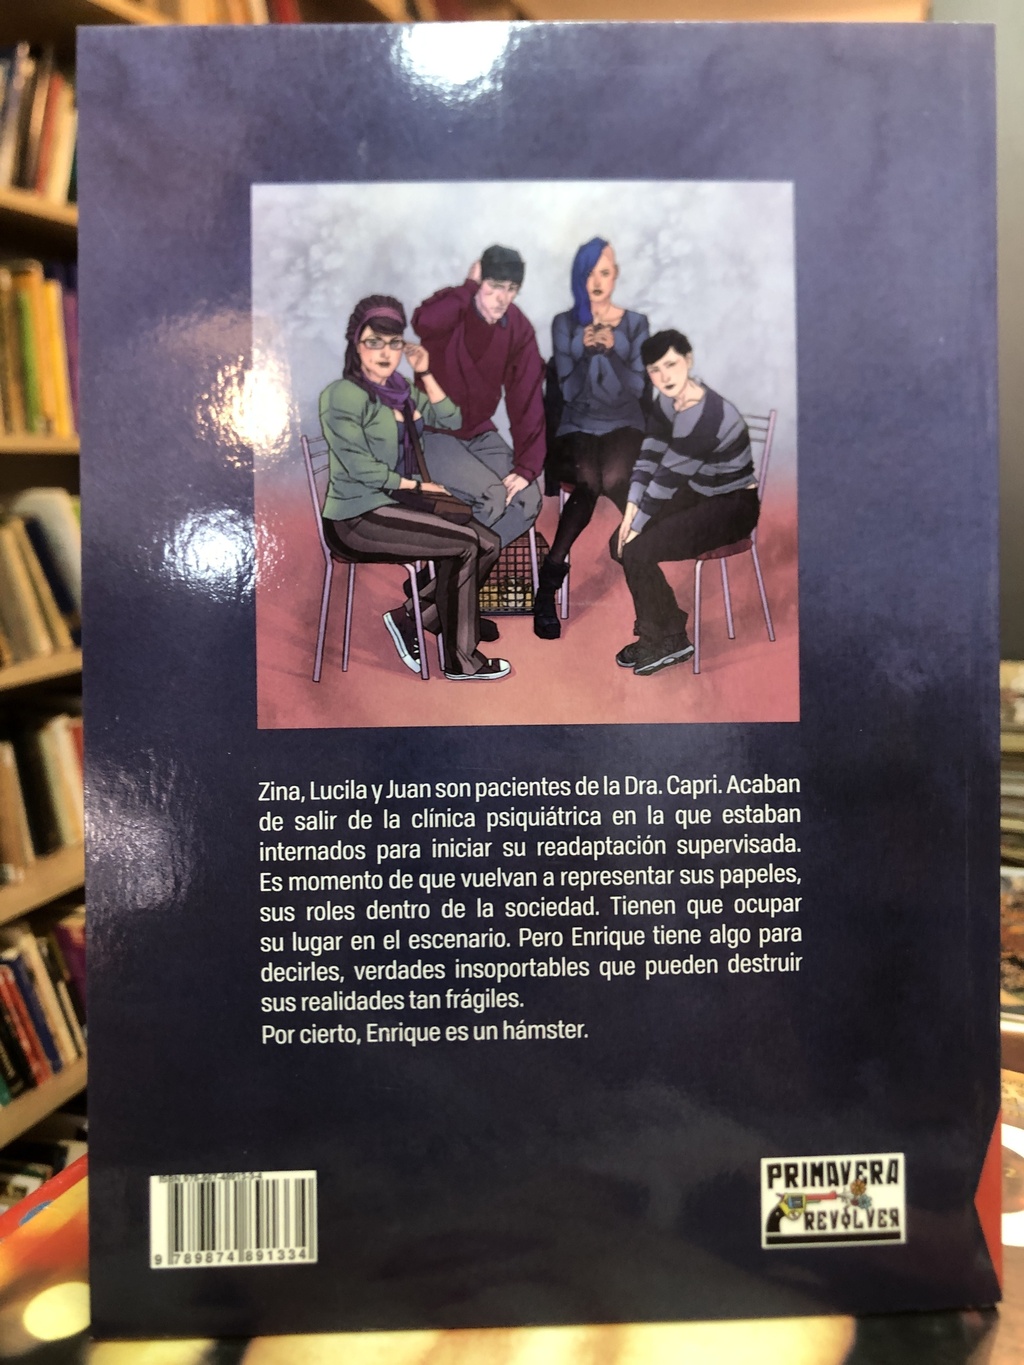 Zina, Lucila y Juan son pacientes de la Dra. Capri. Acaban
de salir de la clínica psiquiátrica en la que estaban
internados para iniciar su readaptación supervisada.
Es momento de que vuelvan a representar sus papeles,
sus roles dentro de la sociedad. Tienen que ocupar
su lugar en el escenario. Pero Enrique tiene algo para
decirles, verdades insoportables que pueden destruir
sus realidades tan frágiles.
Por cierto, Enrique es un hámster.
9 789874 891334
PRIMAVERA
REVÓLVER